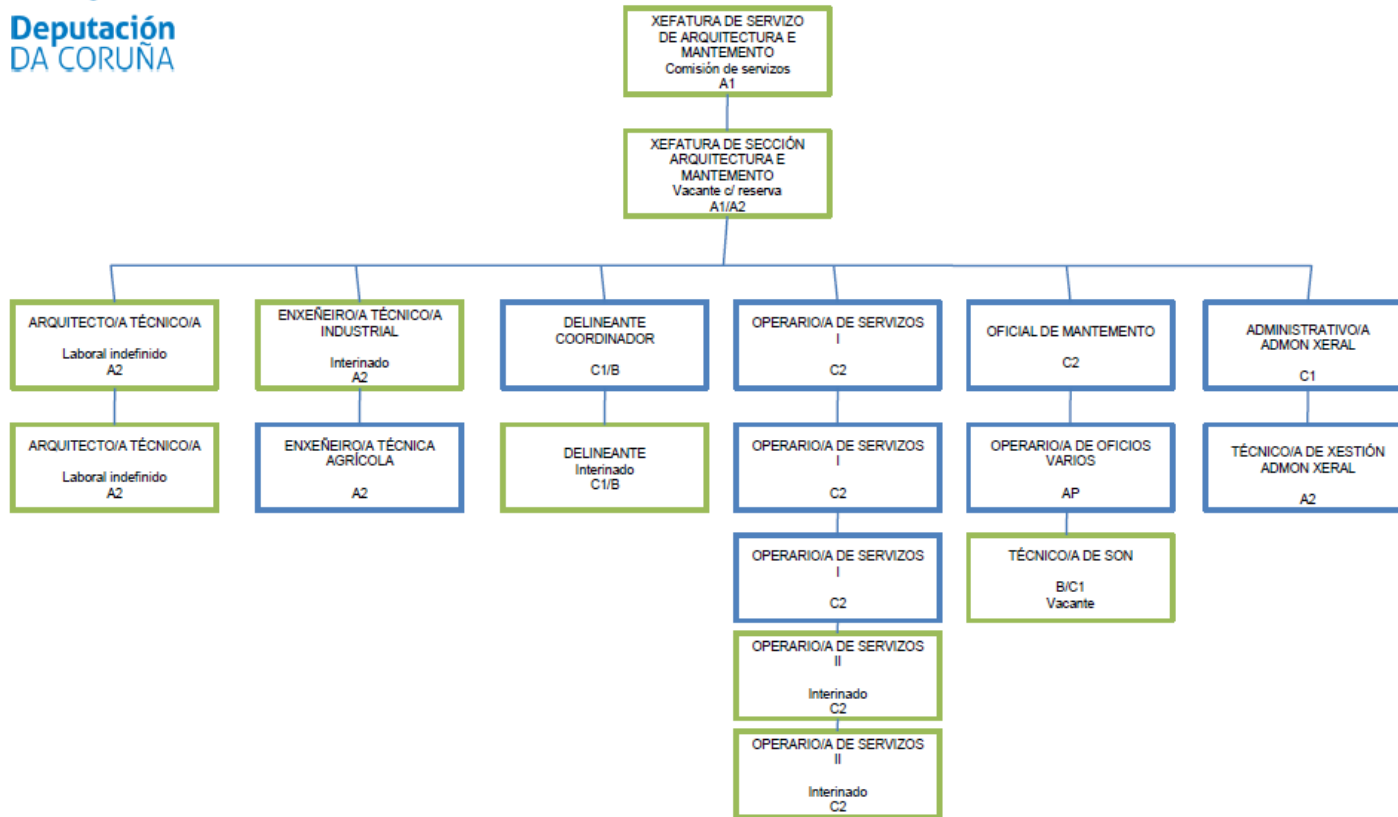 Deputación
DA CORUÑA
XEFATURA DE SERVIZO
DE ARQUITECTURA E
MANTEMENTO
Comisión de servizos
A1
XEFATURA DE SECCIÓN
ARQUITECTURA E
MANTEMENTO
Vacante c/ reserva
A1/A2
ARQUITECTO/A TÉCNICO/A
Laboral indefinido
A2
ENXEÑEIRO/A TÉCNICO/A
INDUSTRIAL
Interinado
A2
DELINEANTE
COORDINADOR
C1/B
OPERARIO/A DE SERVIZOS
I
C2
OFICIAL DE MANTEMENTO
C2
ADMINISTRATIVO/A
ADMON XERAL
C1
ARQUITECTO/A TÉCNICO/A
Laboral indefinido
A2
ENXEÑEIRO/A TÉCNICA
AGRÍCOLA
A2
DELINEANTE
Interinado
C1/B
OPERARIO/A DE SERVIZOS
I
C2
OPERARIO/A DE OFICIOS
VARIOS
AP
TÉCNICO/A DE XESTIÓN
ADMON XERAL
A2
OPERARIO/A DE SERVIZOS
I
C2
TÉCNICO/A DE SON
B/C1
Vacante
OPERARIO/A DE SERVIZOS
II
Interinado
C2
OPERARIO/A DE SERVIZOS
II
Interinado
C2